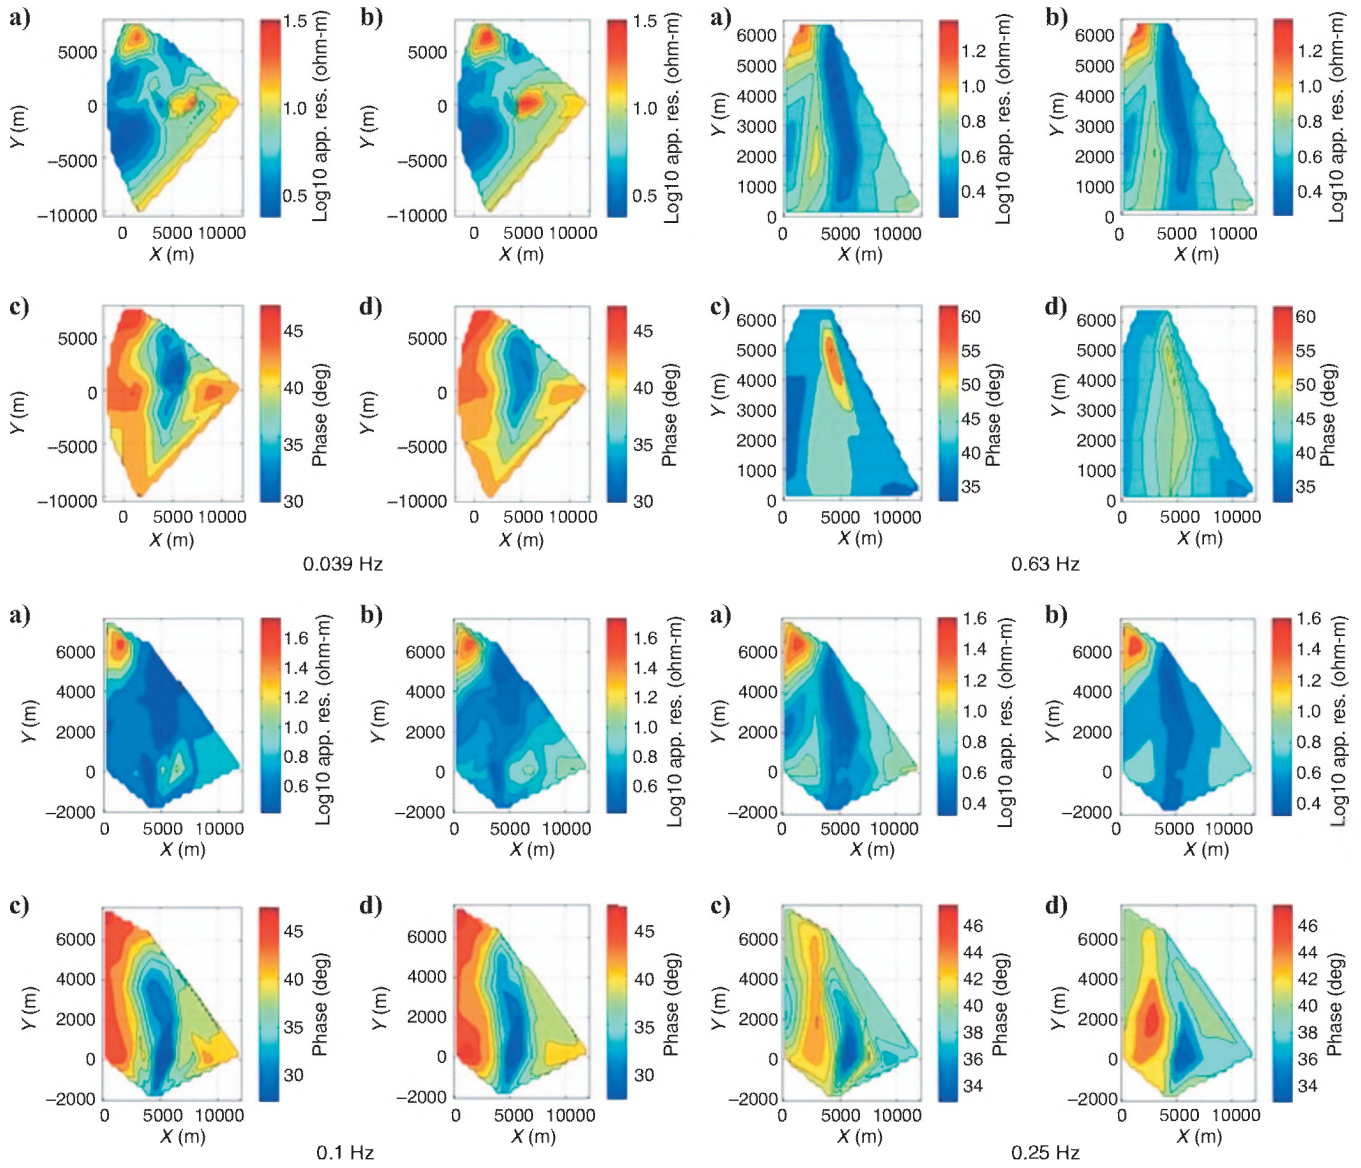 a)
5000
0
−5000
−10000
Y (m)
0 5000 10000
X (m)
1.5
1.0
0.5
Log10 app. res. (ohm-m)
b)
5000
0
−5000
−10000
Y (m)
0 5000 10000
X (m)
1.5
1.0
0.5
Log10 app. res. (ohm-m)
c)
5000
0
−5000
−10000
Y (m)
0 5000 10000
X (m)
45
40
35
30
Phase (deg)
d)
5000
0
−5000
−10000
Y (m)
0 5000 10000
X (m)
45
40
35
30
Phase (deg)
0.039 Hz
a)
6000
5000
4000
3000
2000
1000
0
Y (m)
0 5000 10000
X (m)
1.2
1.0
0.8
0.6
0.4
Log10 app. res. (ohm-m)
b)
6000
5000
4000
3000
2000
1000
0
Y (m)
0 5000 10000
X (m)
1.2
1.0
0.8
0.6
0.4
Log10 app. res. (ohm-m)
c)
6000
5000
4000
3000
2000
1000
0
Y (m)
0 5000 10000
X (m)
60
55
50
45
40
35
Phase (deg)
d)
6000
5000
4000
3000
2000
1000
0
Y (m)
0 5000 10000
X (m)
60
55
50
45
40
35
Phase (deg)
0.63 Hz
a)
6000
4000
2000
0
−2000
Y (m)
0 5000 10000
X (m)
1.6
1.4
1.2
1.0
0.8
0.6
Log10 app. res. (ohm-m)
b)
6000
4000
2000
0
−2000
Y (m)
0 5000 10000
X (m)
1.6
1.4
1.2
1.0
0.8
0.6
Log10 app. res. (ohm-m)
c)
6000
4000
2000
0
−2000
Y (m)
0 5000 10000
X (m)
45
40
35
30
Phase (deg)
d)
6000
4000
2000
0
−2000
Y (m)
0 5000 10000
X (m)
45
40
35
30
Phase (deg)
0.1 Hz
a)
6000
4000
2000
0
−2000
Y (m)
0 5000 10000
X (m)
1.6
1.4
1.2
1.0
0.8
0.6
0.4
Log10 app. res. (ohm-m)
b)
6000
4000
2000
0
−2000
Y (m)
0 5000 10000
X (m)
1.6
1.4
1.2
1.0
0.8
0.6
0.4
Log10 app. res. (ohm-m)
c)
6000
4000
2000
0
−2000
Y (m)
0 5000 10000
X (m)
46
44
42
40
38
36
34
Phase (deg)
d)
6000
4000
2000
0
−2000
Y (m)
0 5000 10000
X (m)
46
44
42
40
38
36
34
Phase (deg)
0.25 Hz